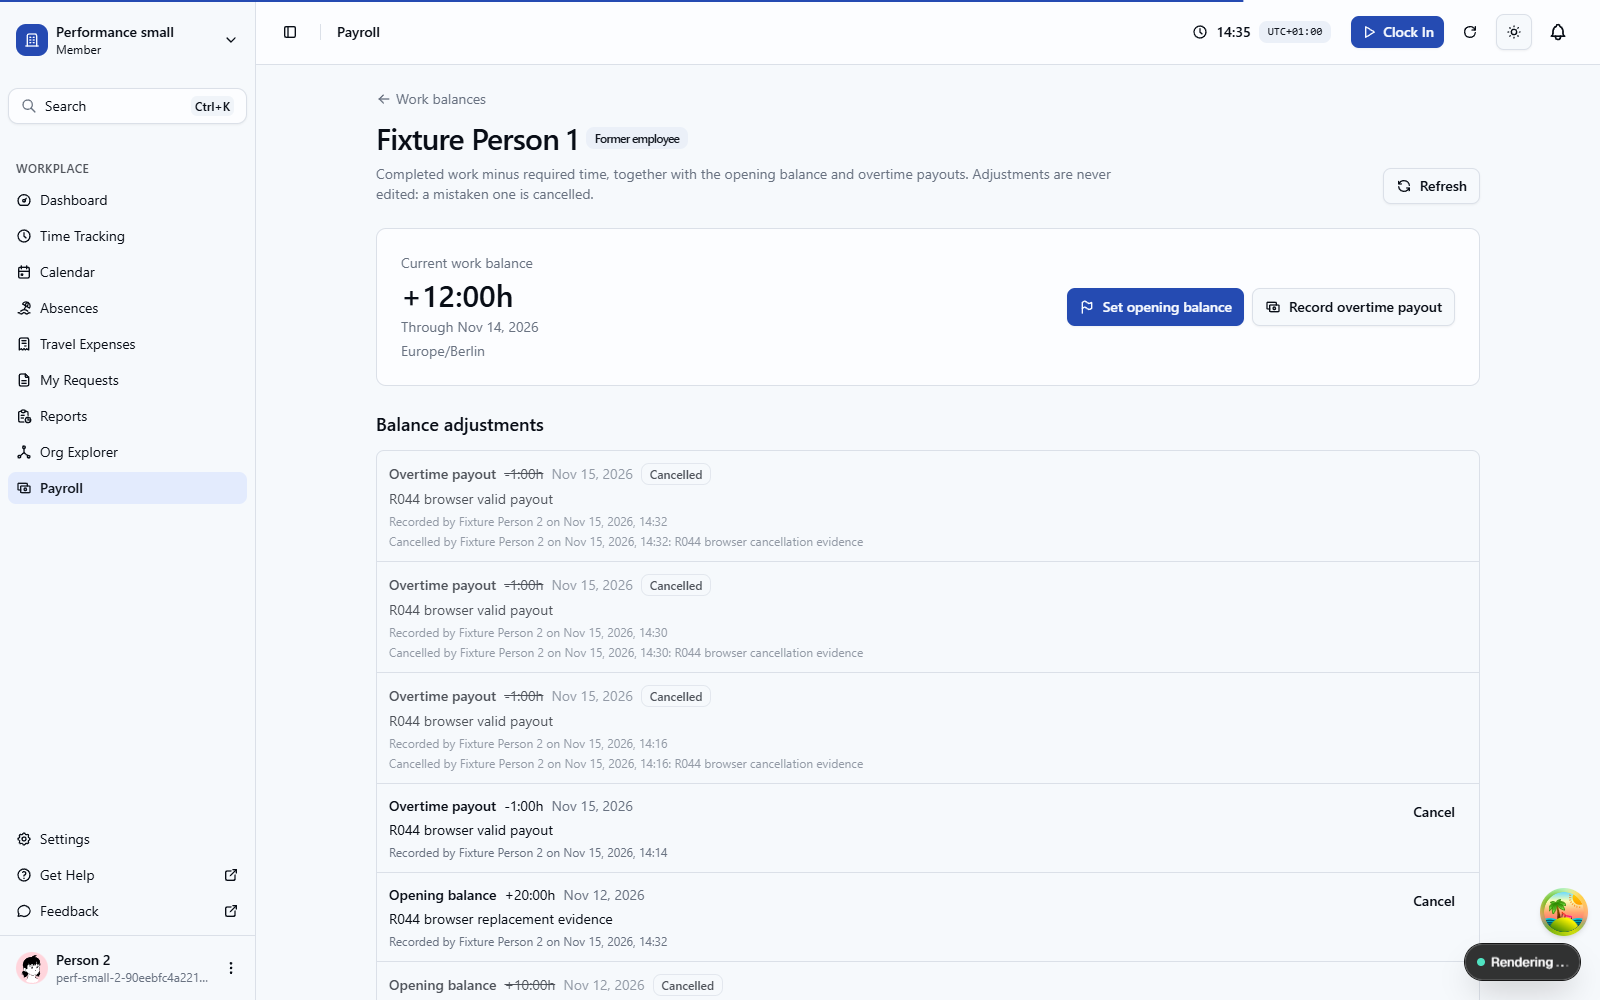 Performance small
Member
Search
Ctrl+K
WORKPLACE
Dashboard
Time Tracking
Calendar
Absences
Travel Expenses
My Requests
Reports
Org Explorer
Payroll
Settings
Get Help
Feedback
Person 2
perf-small-2-90eebfc4a221...
Payroll
14:35
UTC+01:00
Clock In
Work balances
Fixture Person 1
Former employee
Completed work minus required time, together with the opening balance and overtime payouts. Adjustments are never
edited: a mistaken one is cancelled.
Refresh
Current work balance
+12:00h
Through Nov 14, 2026
Europe/Berlin
Set opening balance
Record overtime payout
Balance adjustments
Overtime payout -1:00h Nov 15, 2026 Cancelled
R044 browser valid payout
Recorded by Fixture Person 2 on Nov 15, 2026, 14:32
Cancelled by Fixture Person 2 on Nov 15, 2026, 14:32: R044 browser cancellation evidence
Overtime payout -1:00h Nov 15, 2026 Cancelled
R044 browser valid payout
Recorded by Fixture Person 2 on Nov 15, 2026, 14:30
Cancelled by Fixture Person 2 on Nov 15, 2026, 14:30: R044 browser cancellation evidence
Overtime payout -1:00h Nov 15, 2026 Cancelled
R044 browser valid payout
Recorded by Fixture Person 2 on Nov 15, 2026, 14:16
Cancelled by Fixture Person 2 on Nov 15, 2026, 14:16: R044 browser cancellation evidence
Overtime payout -1:00h Nov 15, 2026
Cancel
R044 browser valid payout
Recorded by Fixture Person 2 on Nov 15, 2026, 14:14
Opening balance +20:00h Nov 12, 2026
Cancel
R044 browser replacement evidence
Recorded by Fixture Person 2 on Nov 15, 2026, 14:32
Opening balance +10:00h Nov 12, 2026 Cancelled
Rendering ...